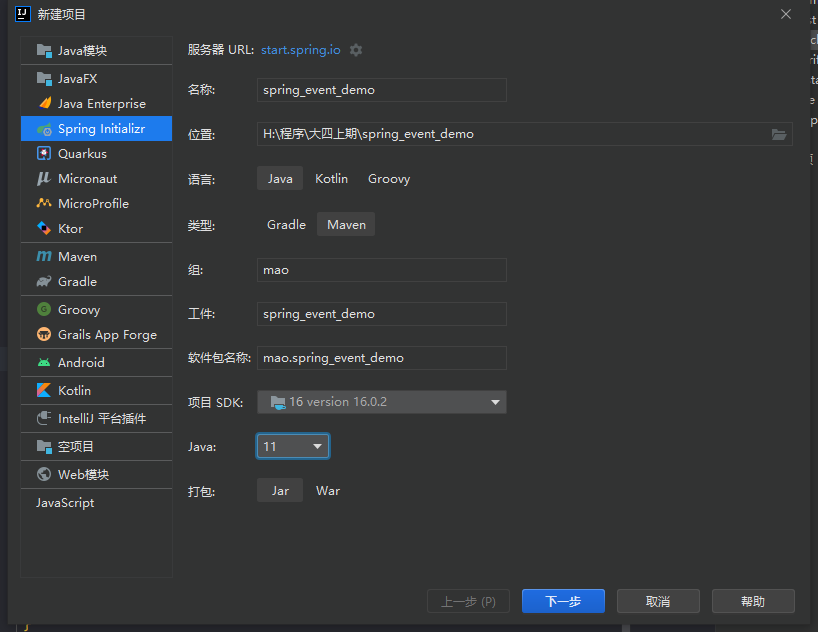 新建项目
Java模块
JavaFX
Java Enterprise
Spring Initializr
Quarkus
Micronaut
MicroProfile
Ktor
Maven
Gradle
Groovy
Grails App Forge
Android
Kotlin
IntelliJ 平台插件
空项目
Web模块
JavaScript
服务器 URL: start.spring.io
名称: spring_event_demo
位置: H:\程序\大四上期\spring_event_demo
语言: Java Kotlin Groovy
类型: Gradle Maven
组: mao
工件: spring_event_demo
软件包名称: mao.spring_event_demo
项目 SDK: 16 version 16.0.2
Java: 11
打包: Jar War
上一步 (P) 下一步 取消 帮助